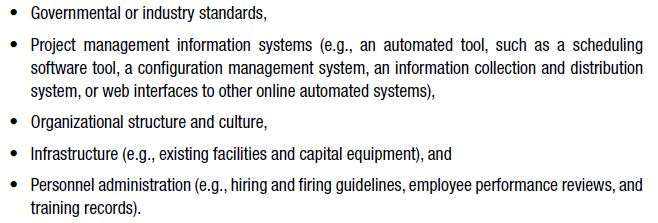 • Governmental or industry standards,
• Project management information systems (e.g., an automated tool, such as a scheduling
software tool, a configuration management system, an information collection and distribution
system, or web interfaces to other online automated systems),
• Organizational structure and culture,
• Infrastructure (e.g., existing facilities and capital equipment), and
• Personnel administration (e.g., hiring and firing guidelines, employee performance reviews, and
training records).